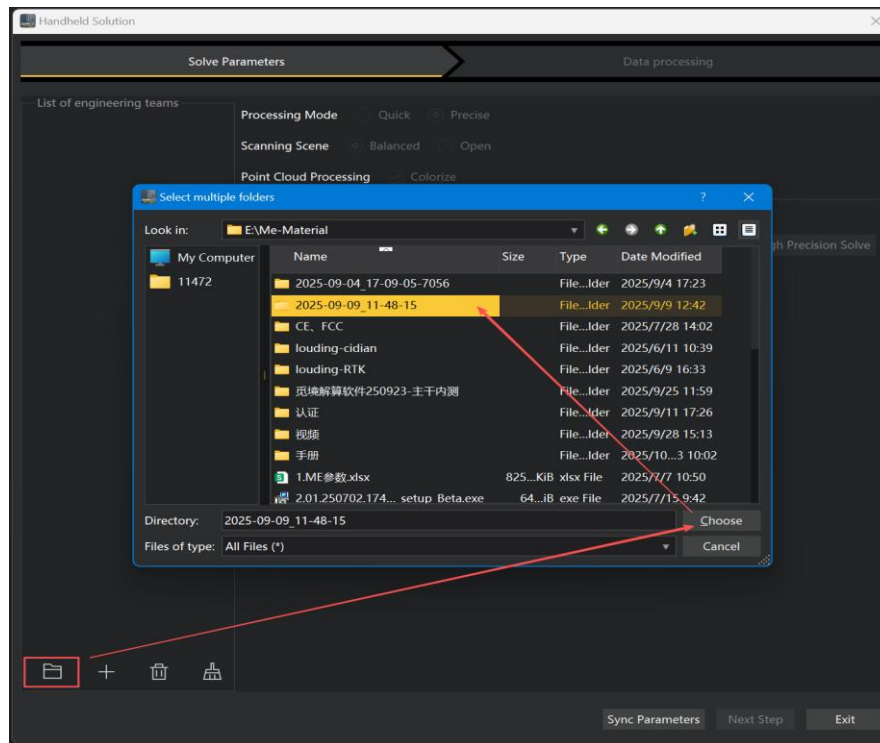 Handheld Solution
Solve Parameters
Data processing
List of engineering teams
Processing Mode Quick Precise
Scanning Scene Balanced Open
Point Cloud Processing Colorize
Select multiple folders ?
Look in: E:\Me-Material
gh Precision Solve
My Computer
11472
Name Size Type Date Modified
2025-09-04_17-09-05-7056 File...lder 2025/9/4 17:23
2025-09-09_11-48-15 File...lder 2025/9/9 12:42
CE、FCC File...lder 2025/7/28 14:02
louding-cidian File...lder 2025/6/11 10:39
louding-RTK File...lder 2025/6/9 16:33
觅境解算软件250923-主干内测 File...lder 2025/9/25 11:59
认证 File...lder 2025/9/11 17:26
视频 File...lder 2025/9/28 15:13
手册 File...lder 2025/10...3 10:02
1.ME参数.xlsx 825...KiB xlsx File 2025/7/7 10:50
2.01.250702.174... setup Beta.exe 64...iB exe File 2025/7/15 9:42
Directory: 2025-09-09_11-48-15 Choose
Files of type: All Files (*) Cancel
Sync Parameters Next Step Exit